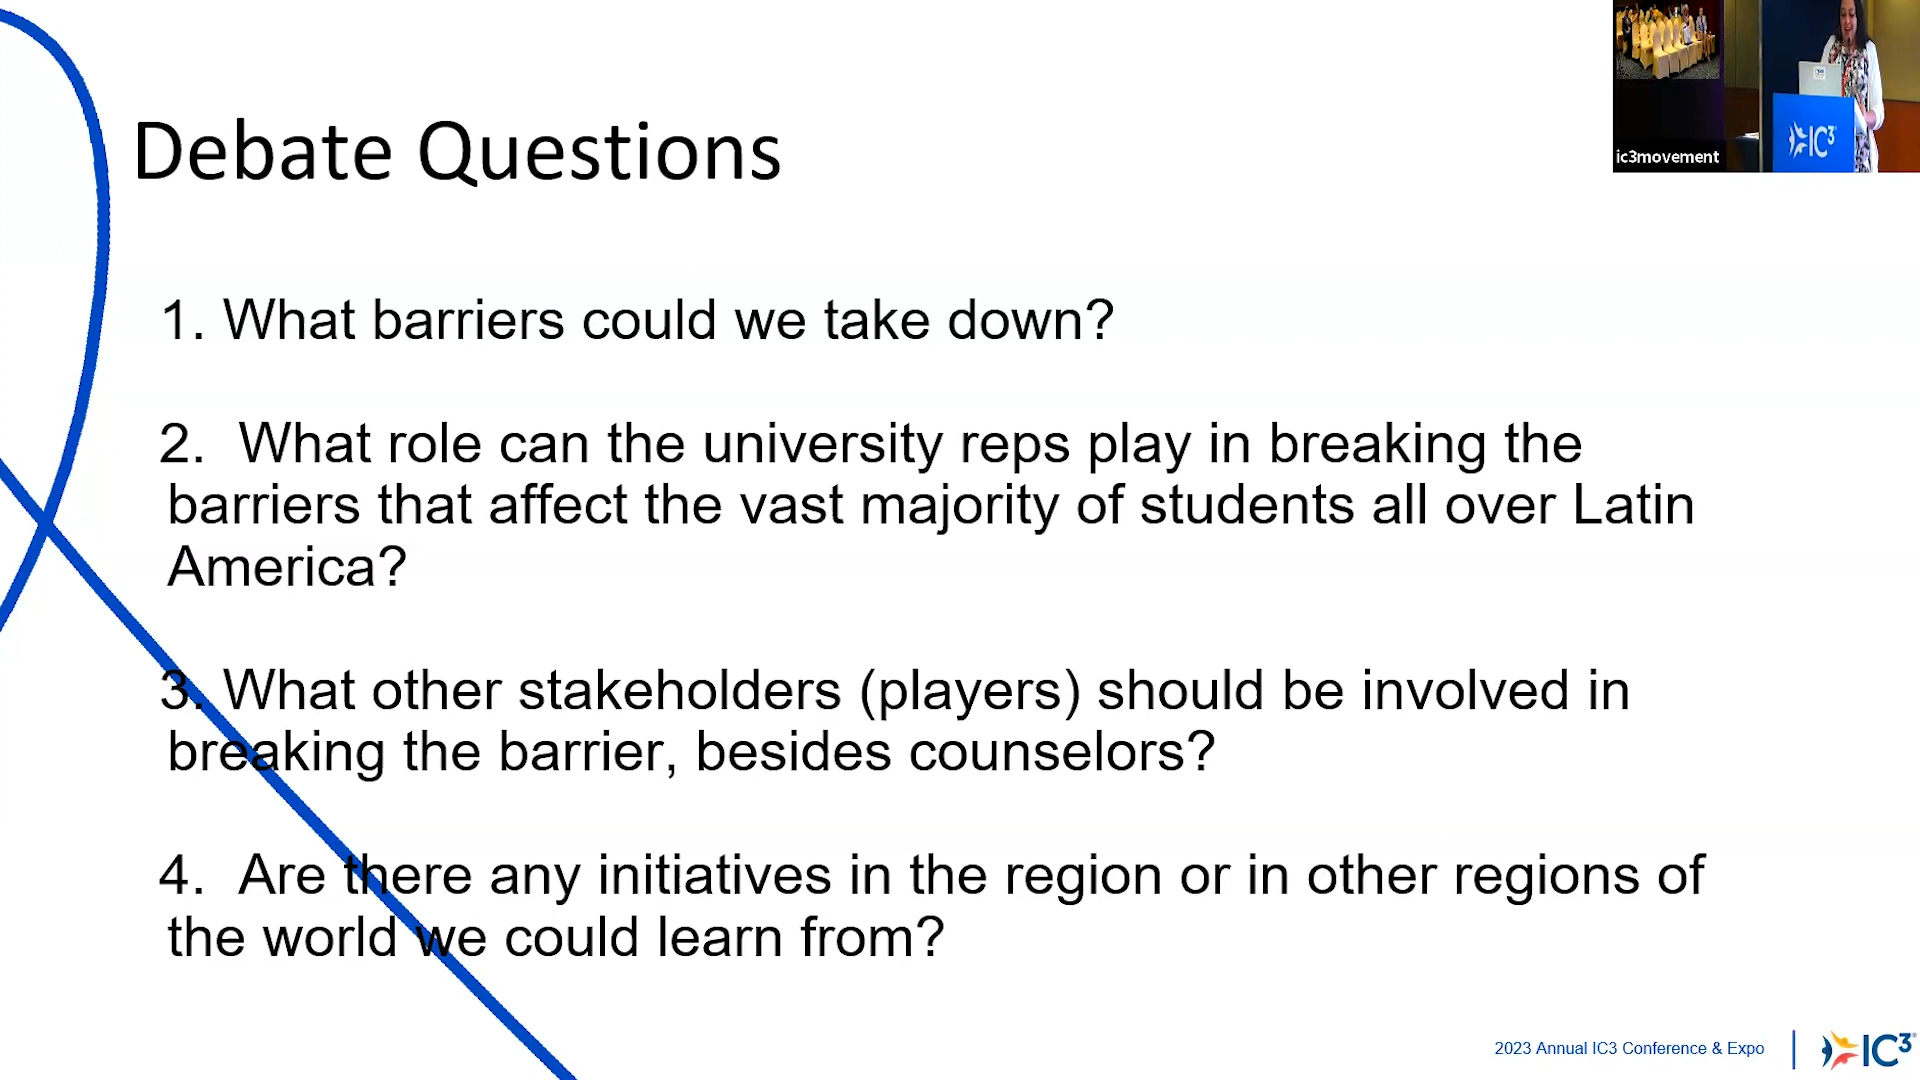 ic3movement
IC3
Debate Questions
1. What barriers could we take down?
2. What role can the university reps play in breaking the
barriers that affect the vast majority of students all over Latin
America?
3. What other stakeholders (players) should be involved in
breaking the barrier, besides counselors?
4. Are there any initiatives in the region or in other regions of
the world we could learn from?
2023 Annual IC3 Conference & Expo
IC3